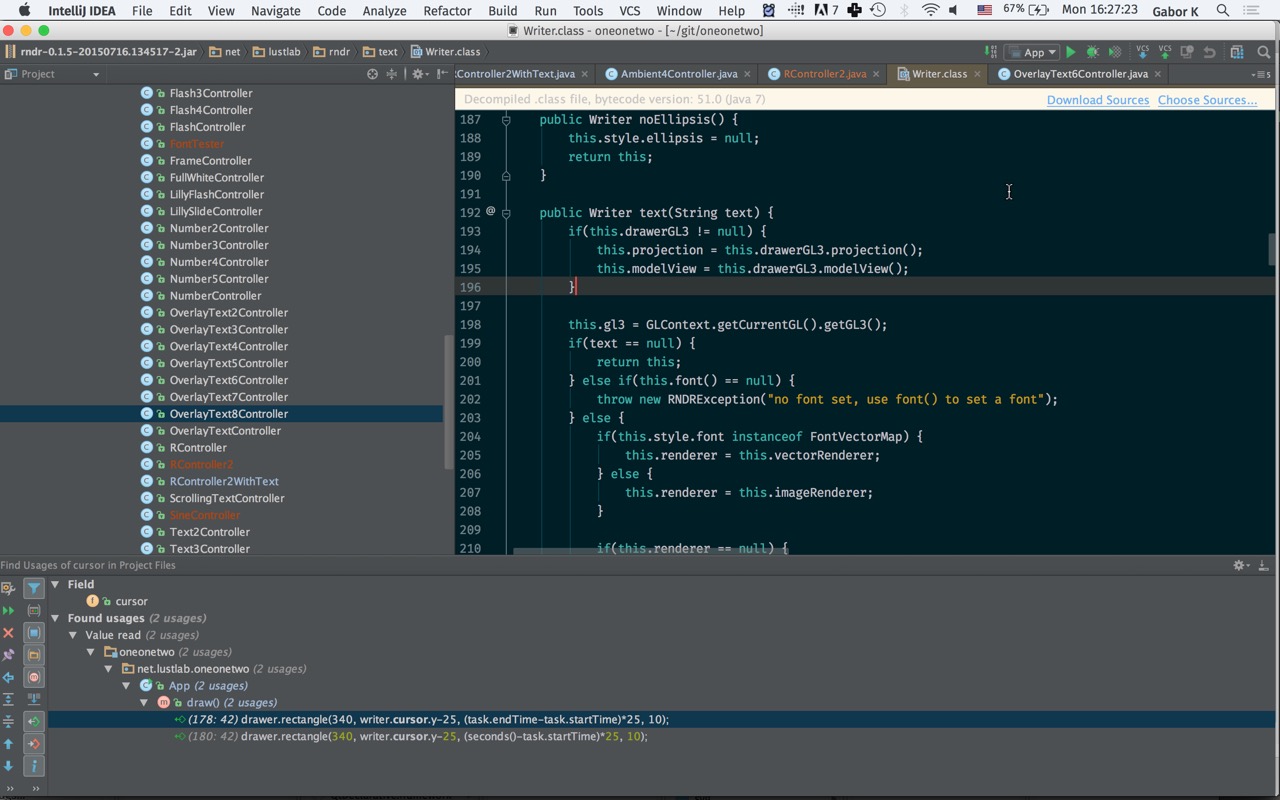 IntelliJ IDEA File Edit View Navigate Code Analyze Refactor Build Run Tools VCS Window Help 7 67% Mon 16:27:23 Gabor K
Writer.class - oneonetwo - [~/git/oneonetwo]
rndr-0.1.5-20150716.134517-2.jar net lustlab rndr text Writer.class App VCS VCS
Project
Controller2WithText.java Ambient4Controller.java RController2.java Writer.class OverlayText6Controller.java
Decompiled .class file, bytecode version: 51.0 (Java 7) Download Sources Choose Sources...
Flash3Controller
Flash4Controller
FlashController
FontTester
FrameController
FullWhiteController
LillyFlashController
LillySlideController
Number2Controller
Number3Controller
Number4Controller
Number5Controller
NumberController
OverlayText2Controller
OverlayText3Controller
OverlayText4Controller
OverlayText5Controller
OverlayText6Controller
OverlayText7Controller
OverlayText8Controller
OverlayTextController
RController
RController2
RController2WithText
ScrollingTextController
SineController
Text2Controller
Text3Controller
187 public Writer noEllipsis() {
188 this.style.ellipsis = null;
189 return this;
190 }
191
192 @ public Writer text(String text) {
193 if(this.drawerGL3 != null) {
194 this.projection = this.drawerGL3.projection();
195 this.modelView = this.drawerGL3.modelView();
196 }
197
198 this.gl3 = GLContext.getCurrentGL().getGL3();
199 if(text == null) {
200 return this;
201 } else if(this.font() == null) {
202 throw new RNDRException("no font set, use font() to set a font");
203 } else {
204 if(this.style.font instanceof FontVectorMap) {
205 this.renderer = this.vectorRenderer;
206 } else {
207 this.renderer = this.imageRenderer;
208 }
209
210 if(this.renderer == null) {
Find Usages of cursor in Project Files
Field
cursor
Found usages (2 usages)
Value read (2 usages)
oneonetwo (2 usages)
net.lustlab.oneonetwo (2 usages)
App (2 usages)
draw() (2 usages)
(178: 42) drawer.rectangle(340, writer.cursor.y-25, (task.endTime-task.startTime)*25, 10);
(180: 42) drawer.rectangle(340, writer.cursor.y-25, (seconds()-task.startTime)*25, 10);